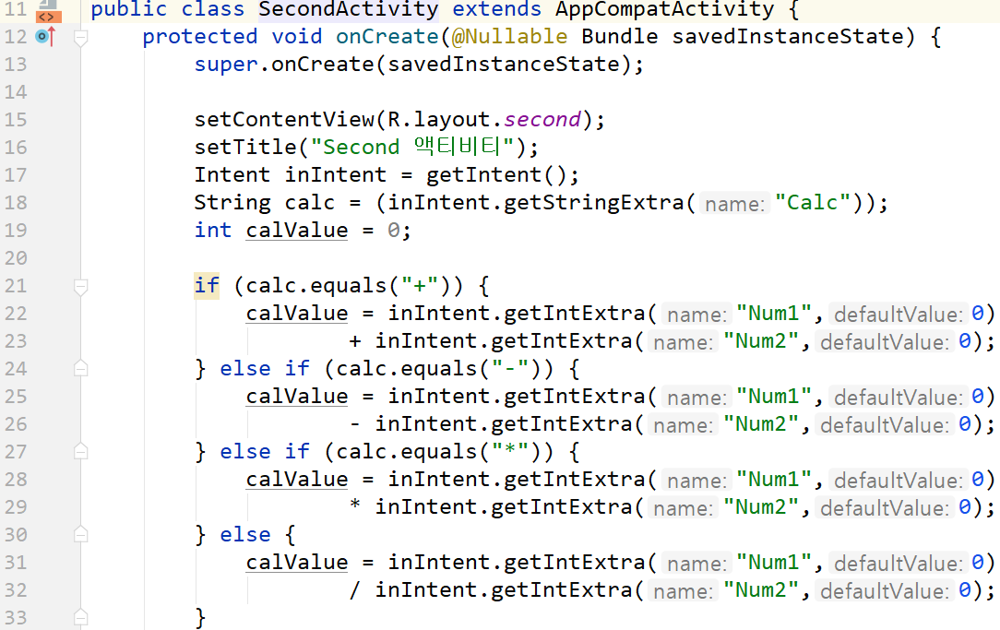 11 public class SecondActivity extends AppCompatActivity {
12 protected void onCreate(@Nullable Bundle savedInstanceState) {
13 super.onCreate(savedInstanceState);
14
15 setContentView(R.layout.second);
16 setTitle("Second 액티비티");
17 Intent inIntent = getIntent();
18 String calc = (inIntent.getStringExtra( name: "Calc"));
19 int calValue = 0;
20
21 if (calc.equals("+")) {
22 calValue = inIntent.getIntExtra( name: "Num1", defaultValue: 0)
23 + inIntent.getIntExtra( name: "Num2", defaultValue: 0);
24 } else if (calc.equals("-")) {
25 calValue = inIntent.getIntExtra( name: "Num1", defaultValue: 0)
26 - inIntent.getIntExtra( name: "Num2", defaultValue: 0);
27 } else if (calc.equals("*")) {
28 calValue = inIntent.getIntExtra( name: "Num1", defaultValue: 0)
29 * inIntent.getIntExtra( name: "Num2", defaultValue: 0);
30 } else {
31 calValue = inIntent.getIntExtra( name: "Num1", defaultValue: 0)
32 / inIntent.getIntExtra( name: "Num2", defaultValue: 0);
33 }